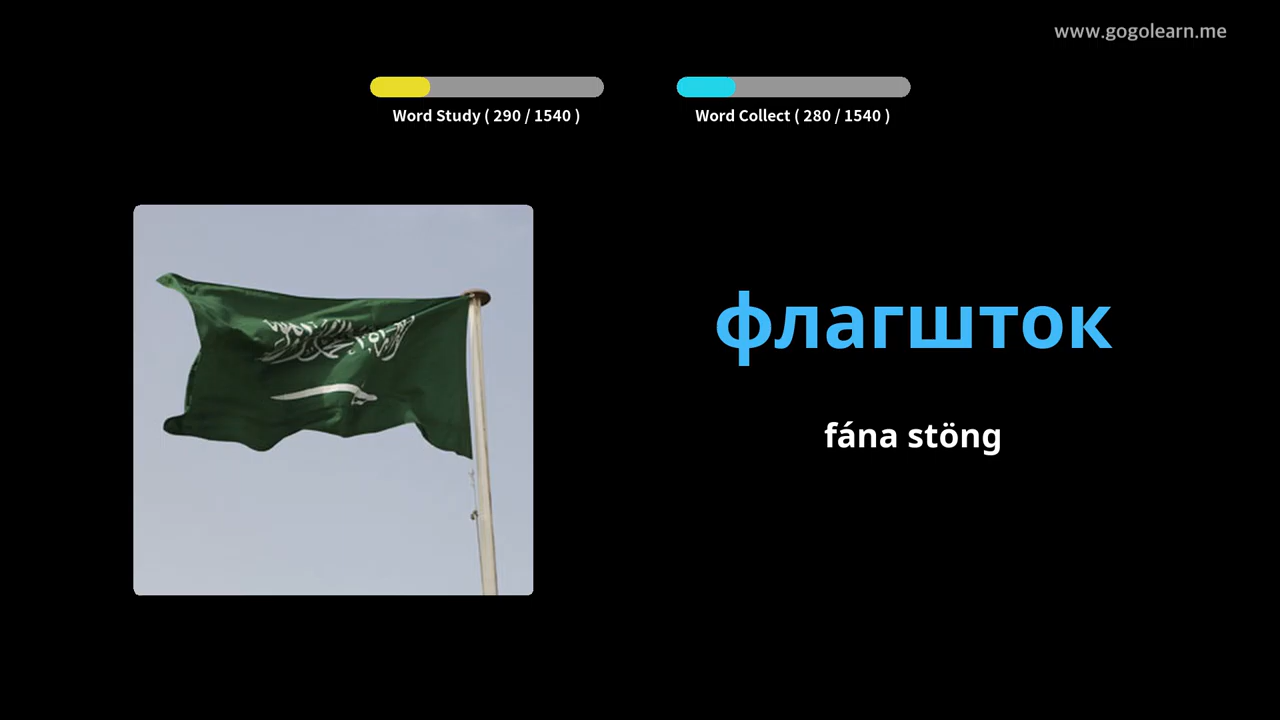 www.gogolearn.me
Word Study ( 290 / 1540 )
Word Collect ( 280 / 1540 )
флагшток
fána stöng